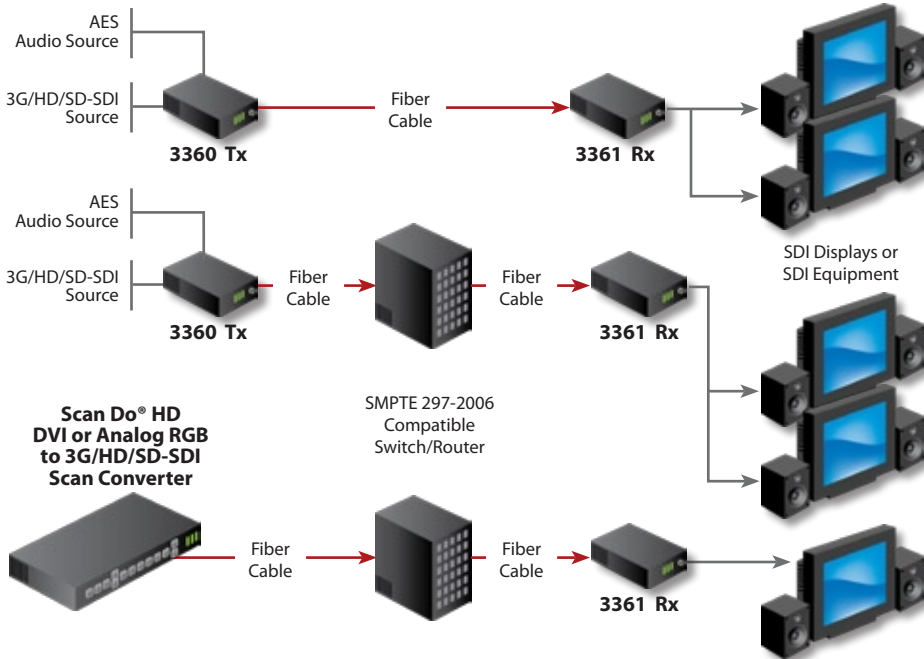 AES
Audio Source
3G/HD/SD-SDI
Source
3360 Tx
Fiber
Cable
3361 Rx
SDI Displays or
SDI Equipment
AES
Audio Source
3G/HD/SD-SDI
Source
3360 Tx
Fiber
Cable
Fiber
Cable
3361 Rx
SMPTE 297-2006
Compatible
Switch/Router
Scan Do® HD
DVI or Analog RGB
to 3G/HD/SD-SDI
Scan Converter
Fiber
Cable
Fiber
Cable
3361 Rx